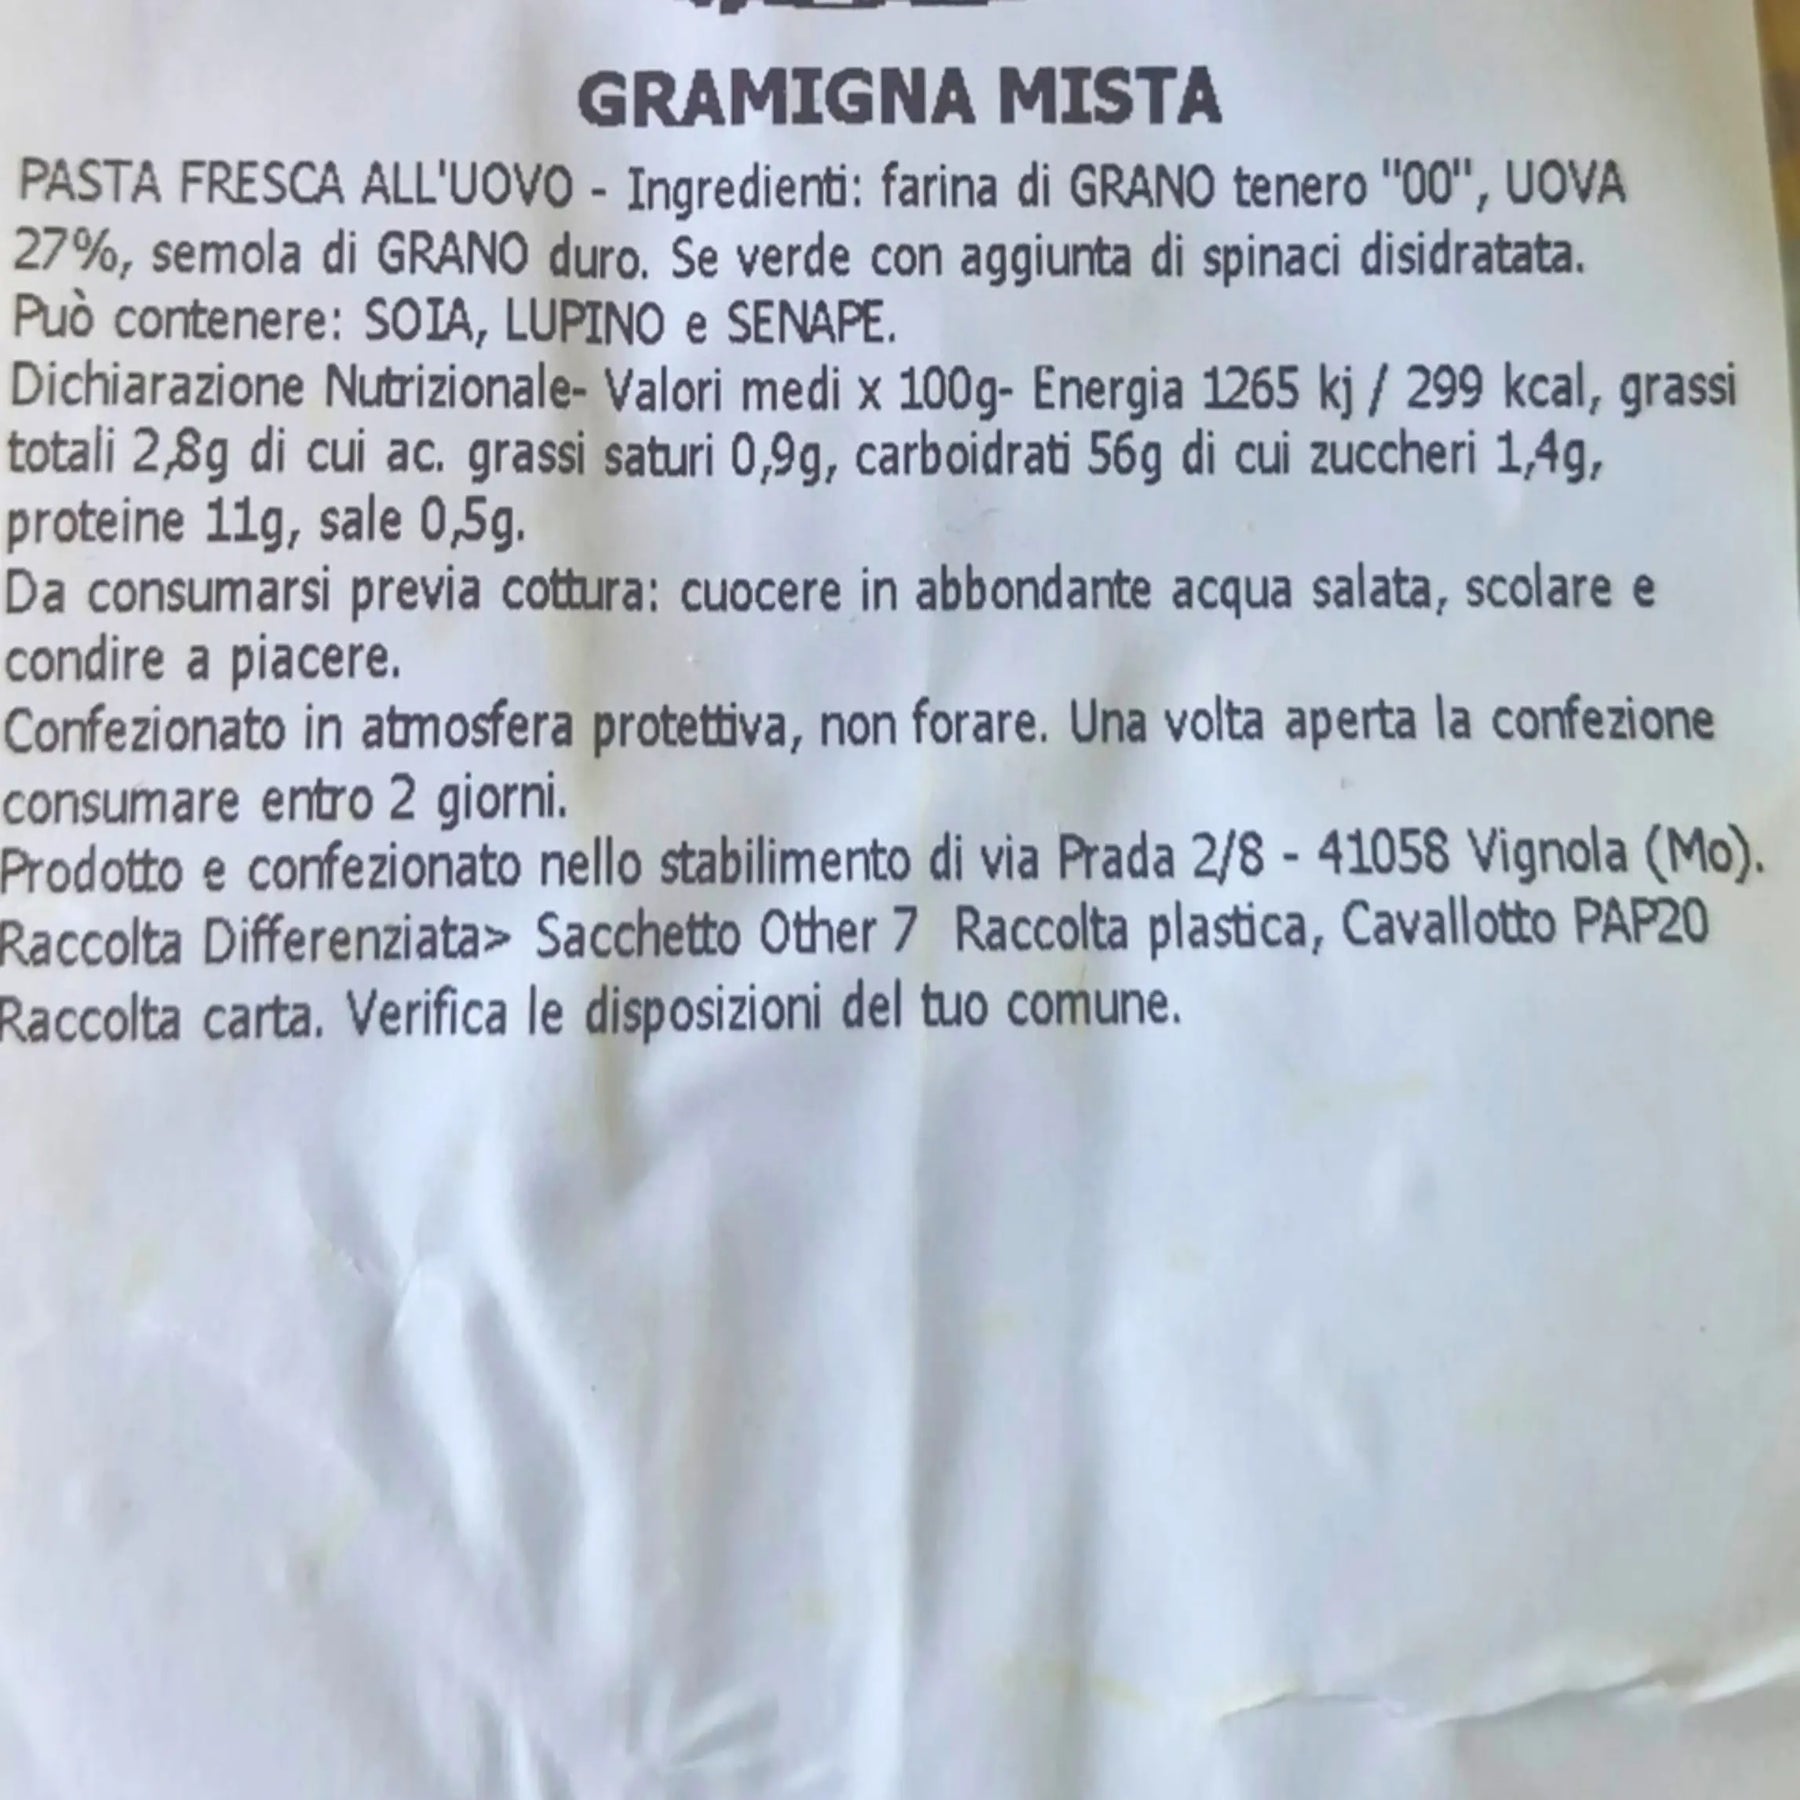 GRAMIGNA MISTA
PASTA FRESCA ALL'UOVO - Ingredienti: farina di GRANO tenero "00", UOVA
27%, semola di GRANO duro. Se verde con aggiunta di spinaci disidratata.
Può contenere: SOIA, LUPINO e SENAPE.
Dichiarazione Nutrizionale- Valori medi x 100g- Energia 1265 kj / 299 kcal, grassi
totali 2,8g di cui ac. grassi saturi 0,9g, carboidrati 56g di cui zuccheri 1,4g,
proteine 11g, sale 0,5g.
Da consumarsi previa cottura: cuocere in abbondante acqua salata, scolare e
condire a piacere.
Confezionato in atmosfera protettiva, non forare. Una volta aperta la confezione
consumare entro 2 giorni.
Prodotto e confezionato nello stabilimento di via Prada 2/8 - 41058 Vignola (Mo).
Raccolta Differenziata> Sacchetto Other 7 Raccolta plastica, Cavallotto PAP20
Raccolta carta. Verifica le disposizioni del tuo comune.